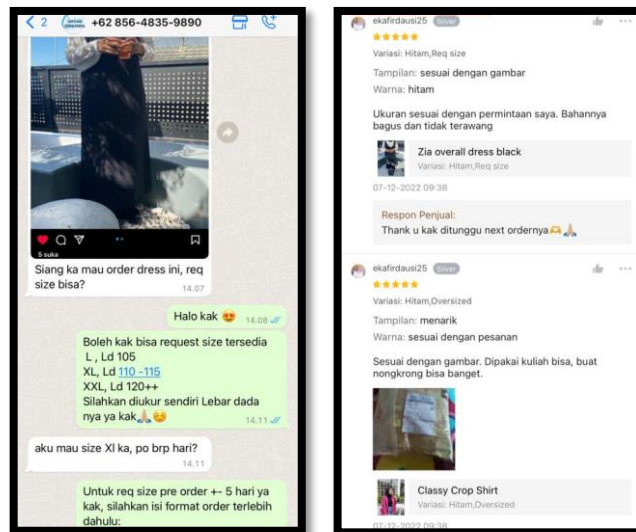 2
+62 856-4835-9890
5 suka
Siang ka mau order dress ini, req
size bisa?
14.07
Halo kak 😍
14.08
Boleh kak bisa request size tersedia
L , Ld 105
XL, Ld 110 -115
XXL, Ld 120++
Silahkan diukur sendiri Lebar dada
nya ya kak🙏🏻☺️
14.11
aku mau size Xl ka, po brp hari?
14.11
Untuk req size pre order +- 5 hari ya
kak, silahkan isi format order terlebih
dahulu:
ekafirdausi25 Silver
Variasi: Hitam,Req size
Tampilan: sesuai dengan gambar
Warna: hitam
Ukuran sesuai dengan permintaan saya. Bahannya
bagus dan tidak terawang
Zia overall dress black
Variasi: Hitam,Req size
07-12-2022 09:38
Respon Penjual:
Thank u kak ditunggu next ordernya🫶🙏🏻
ekafirdausi25 Silver
Variasi: Hitam,Oversized
Tampilan: menarik
Warna: sesuai dengan pesanan
Sesuai dengan gambar. Dipakai kuliah bisa, buat
nongkrong bisa banget.
Classy Crop Shirt
Variasi: Hitam,Oversized
07-12-2022 09:38